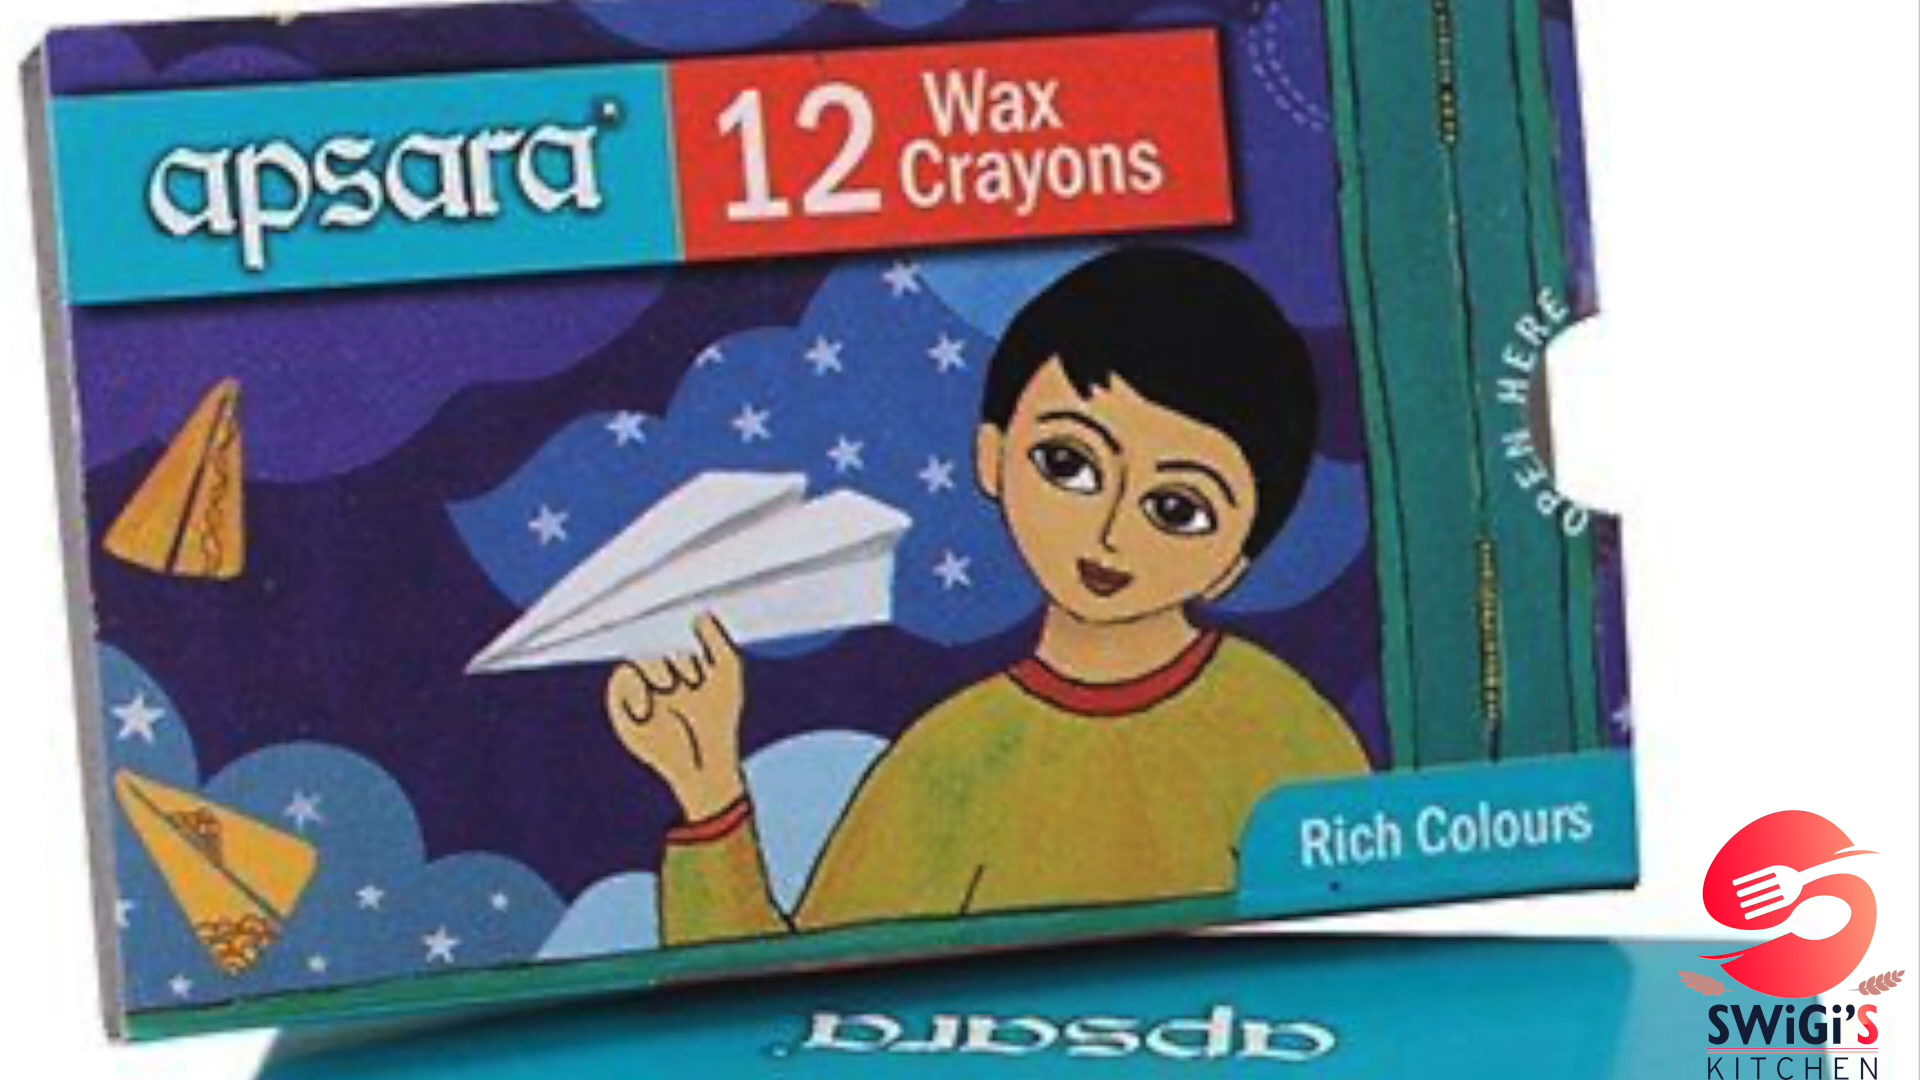 apsara
12 Wax
Crayons
OPEN HERE
Rich Colours
apsara
SWiGi'S
KITCHEN